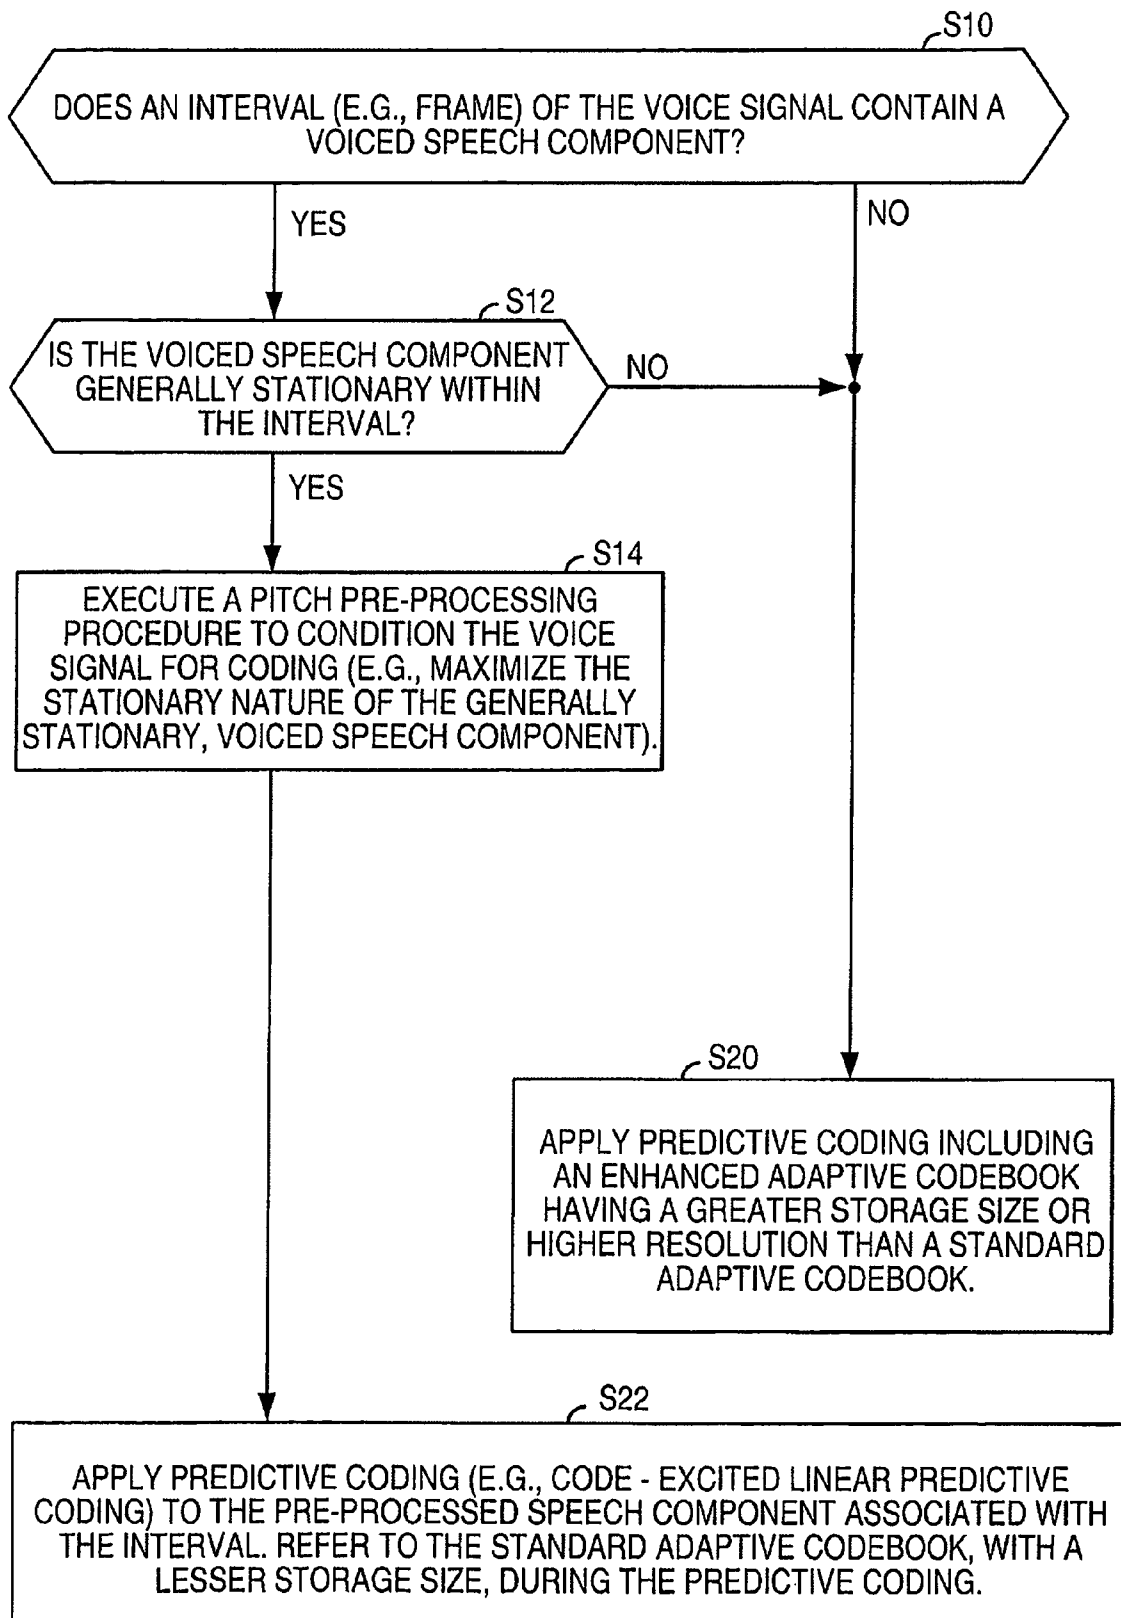 S10
DOES AN INTERVAL (E.G., FRAME) OF THE VOICE SIGNAL CONTAIN A
VOICED SPEECH COMPONENT?
YES
NO
S12
IS THE VOICED SPEECH COMPONENT
GENERALLY STATIONARY WITHIN
THE INTERVAL?
NO
YES
S14
EXECUTE A PITCH PRE-PROCESSING
PROCEDURE TO CONDITION THE VOICE
SIGNAL FOR CODING (E.G., MAXIMIZE THE
STATIONARY NATURE OF THE GENERALLY
STATIONARY, VOICED SPEECH COMPONENT).
S20
APPLY PREDICTIVE CODING INCLUDING
AN ENHANCED ADAPTIVE CODEBOOK
HAVING A GREATER STORAGE SIZE OR
HIGHER RESOLUTION THAN A STANDARD
ADAPTIVE CODEBOOK.
S22
APPLY PREDICTIVE CODING (E.G., CODE - EXCITED LINEAR PREDICTIVE
CODING) TO THE PRE-PROCESSED SPEECH COMPONENT ASSOCIATED WITH
THE INTERVAL. REFER TO THE STANDARD ADAPTIVE CODEBOOK, WITH A
LESSER STORAGE SIZE, DURING THE PREDICTIVE CODING.